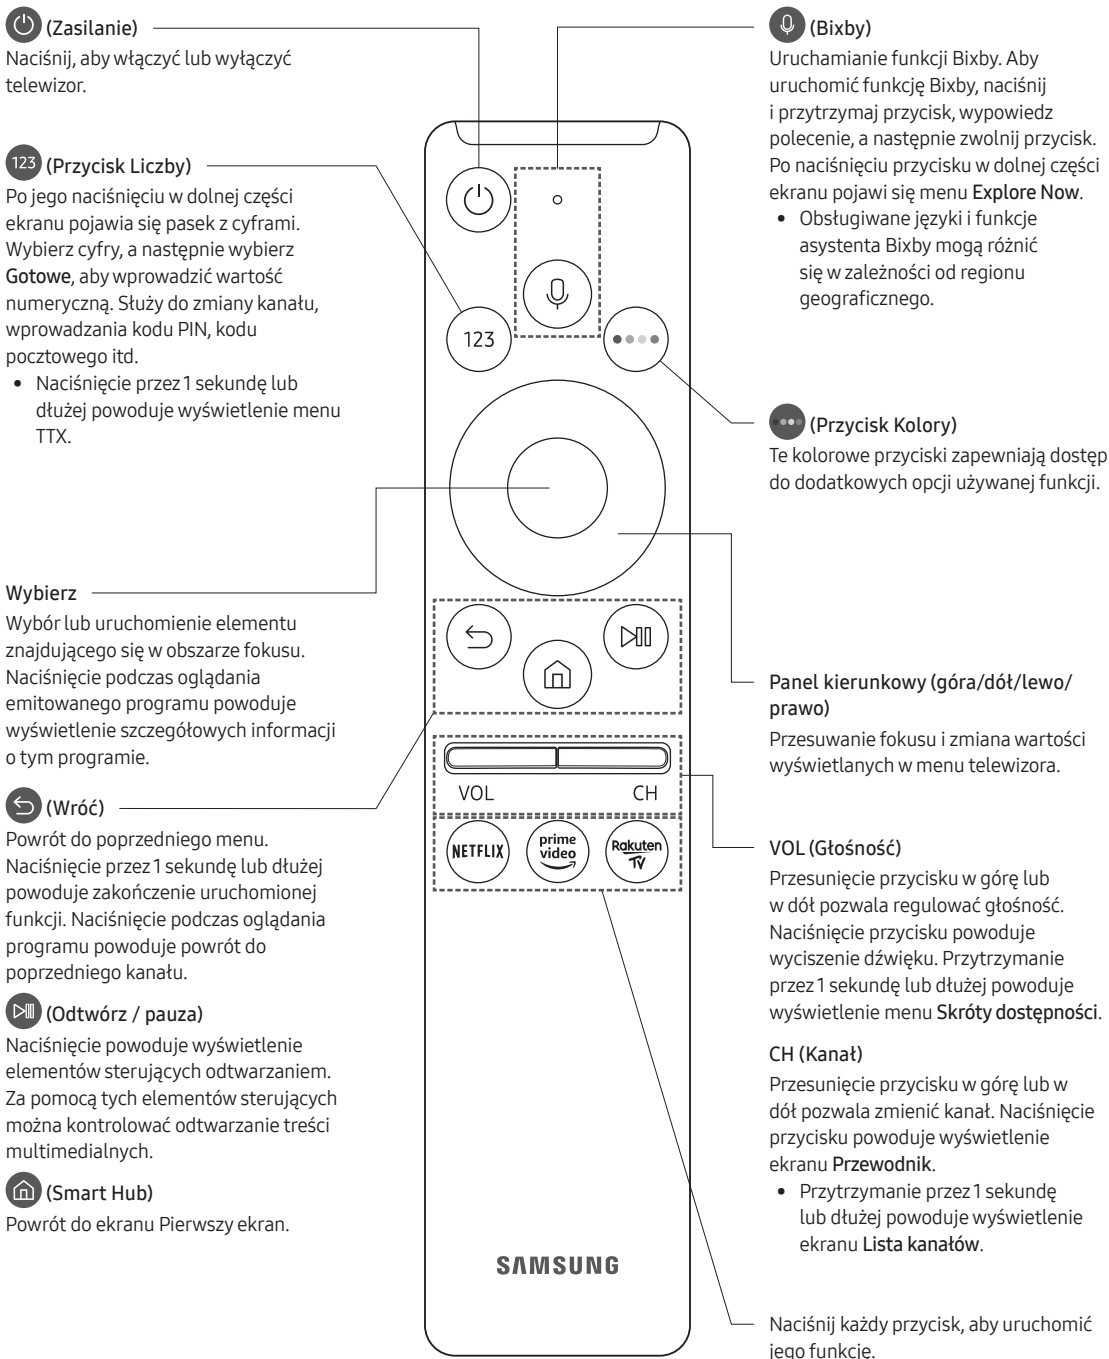 (Zasilanie)
Naciśnij, aby włączyć lub wyłączyć
telewizor.
123 (Przycisk Liczby)
Po jego naciśnięciu w dolnej części
ekranu pojawia się pasek z cyframi.
Wybierz cyfry, a następnie wybierz
Gotowe, aby wprowadzić wartość
numeryczną. Służy do zmiany kanału,
wprowadzania kodu PIN, kodu
pocztowego itd.
• Naciśnięcie przez 1 sekundę lub
dłużej powoduje wyświetlenie menu
TTX.
Wybierz
Wybór lub uruchomienie elementu
znajdującego się w obszarze fokusu.
Naciśnięcie podczas oglądania
emitowanego programu powoduje
wyświetlenie szczegółowych informacji
o tym programie.
(Wróć)
Powrót do poprzedniego menu.
Naciśnięcie przez 1 sekundę lub dłużej
powoduje zakończenie uruchomionej
funkcji. Naciśnięcie podczas oglądania
programu powoduje powrót do
poprzedniego kanału.
(Odtwórz / pauza)
Naciśnięcie powoduje wyświetlenie
elementów sterujących odtwarzaniem.
Za pomocą tych elementów sterujących
można kontrolować odtwarzanie treści
multimedialnych.
(Smart Hub)
Powrót do ekranu Pierwszy ekran.
123
VOL CH
NETFLIX
prime
video
Rakuten
TV
SAMSUNG
(Bixby)
Uruchamianie funkcji Bixby. Aby
uruchomić funkcję Bixby, naciśnij
i przytrzymaj przycisk, wypowiedz
polecenie, a następnie zwolnij przycisk.
Po naciśnięciu przycisku w dolnej części
ekranu pojawi się menu Explore Now.
• Obsługiwane języki i funkcje
asystenta Bixby mogą różnić
się w zależności od regionu
geograficznego.
(Przycisk Kolory)
Te kolorowe przyciski zapewniają dostęp
do dodatkowych opcji używanej funkcji.
Panel kierunkowy (góra/dół/lewo/
prawo)
Przesuwanie fokusu i zmiana wartości
wyświetlanych w menu telewizora.
VOL (Głośność)
Przesunięcie przycisku w górę lub
w dół pozwala regulować głośność.
Naciśnięcie przycisku powoduje
wyciszenie dźwięku. Przytrzymanie
przez 1 sekundę lub dłużej powoduje
wyświetlenie menu Skróty dostępności.
CH (Kanał)
Przesunięcie przycisku w górę lub w
dół pozwala zmienić kanał. Naciśnięcie
przycisku powoduje wyświetlenie
ekranu Przewodnik.
• Przytrzymanie przez 1 sekundę
lub dłużej powoduje wyświetlenie
ekranu Lista kanałów.
Naciśnij każdy przycisk, aby uruchomić
jego funkcję.